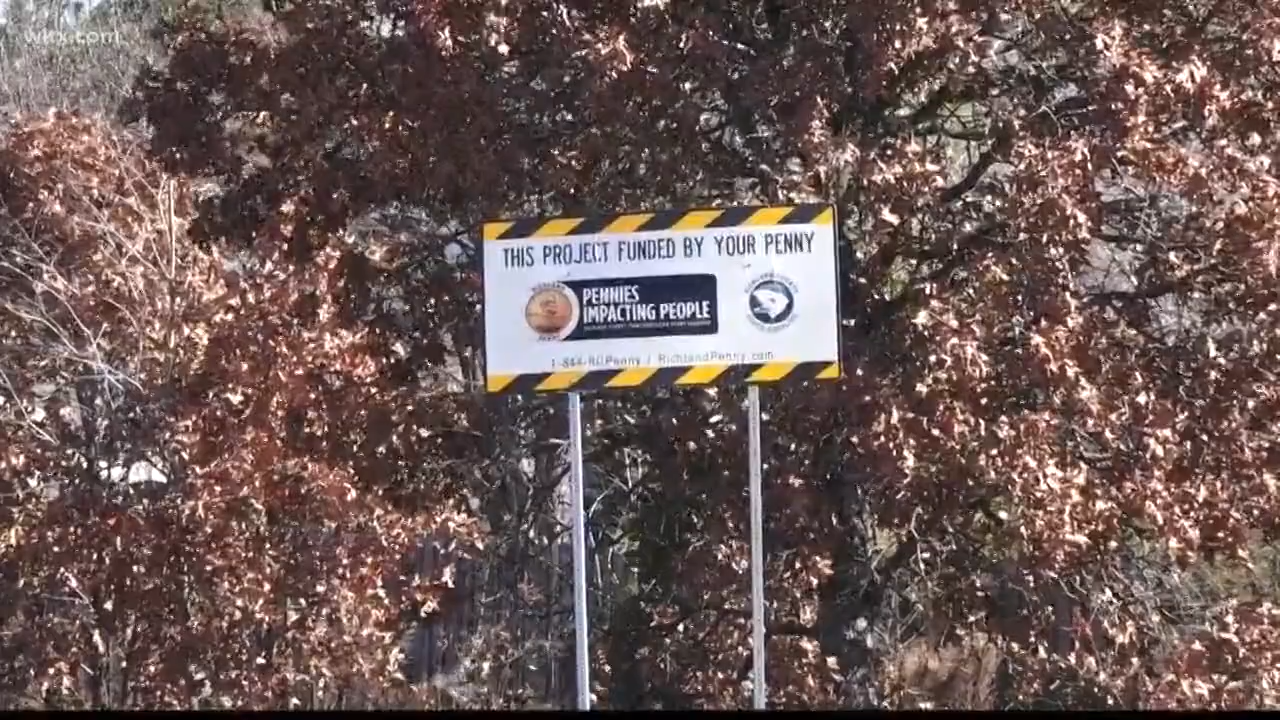 wltx.com
THIS PROJECT FUNDED BY YOUR PENNY
PENNIES
IMPACTING PEOPLE
1-844-RCPenny / RichlandPenny.com